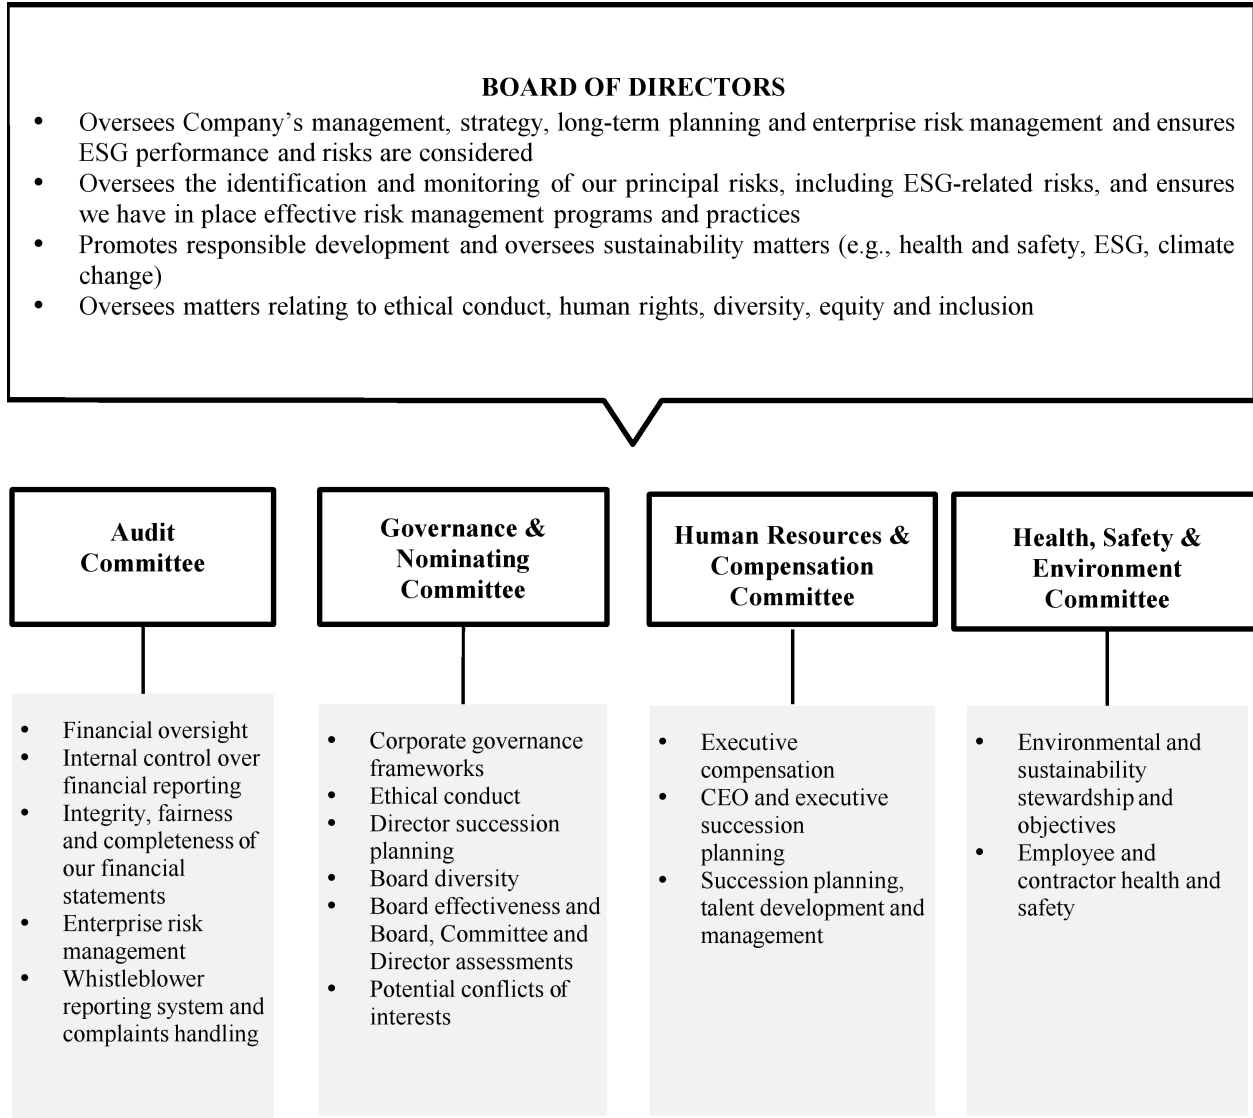 BOARD OF DIRECTORS
• Oversees Company’s management, strategy, long-term planning and enterprise risk management and ensures
ESG performance and risks are considered
• Oversees the identification and monitoring of our principal risks, including ESG-related risks, and ensures
we have in place effective risk management programs and practices
• Promotes responsible development and oversees sustainability matters (e.g., health and safety, ESG, climate
change)
• Oversees matters relating to ethical conduct, human rights, diversity, equity and inclusion
Audit
Committee
• Financial oversight
• Internal control over
financial reporting
• Integrity, fairness
and completeness of
our financial
statements
• Enterprise risk
management
• Whistleblower
reporting system and
complaints handling
Governance &
Nominating
Committee
• Corporate governance
frameworks
• Ethical conduct
• Director succession
planning
• Board diversity
• Board effectiveness and
Board, Committee and
Director assessments
• Potential conflicts of
interests
Human Resources &
Compensation
Committee
• Executive
compensation
• CEO and executive
succession
planning
• Succession planning,
talent development and
management
Health, Safety &
Environment
Committee
• Environmental and
sustainability
stewardship and
objectives
• Employee and
contractor health and
safety